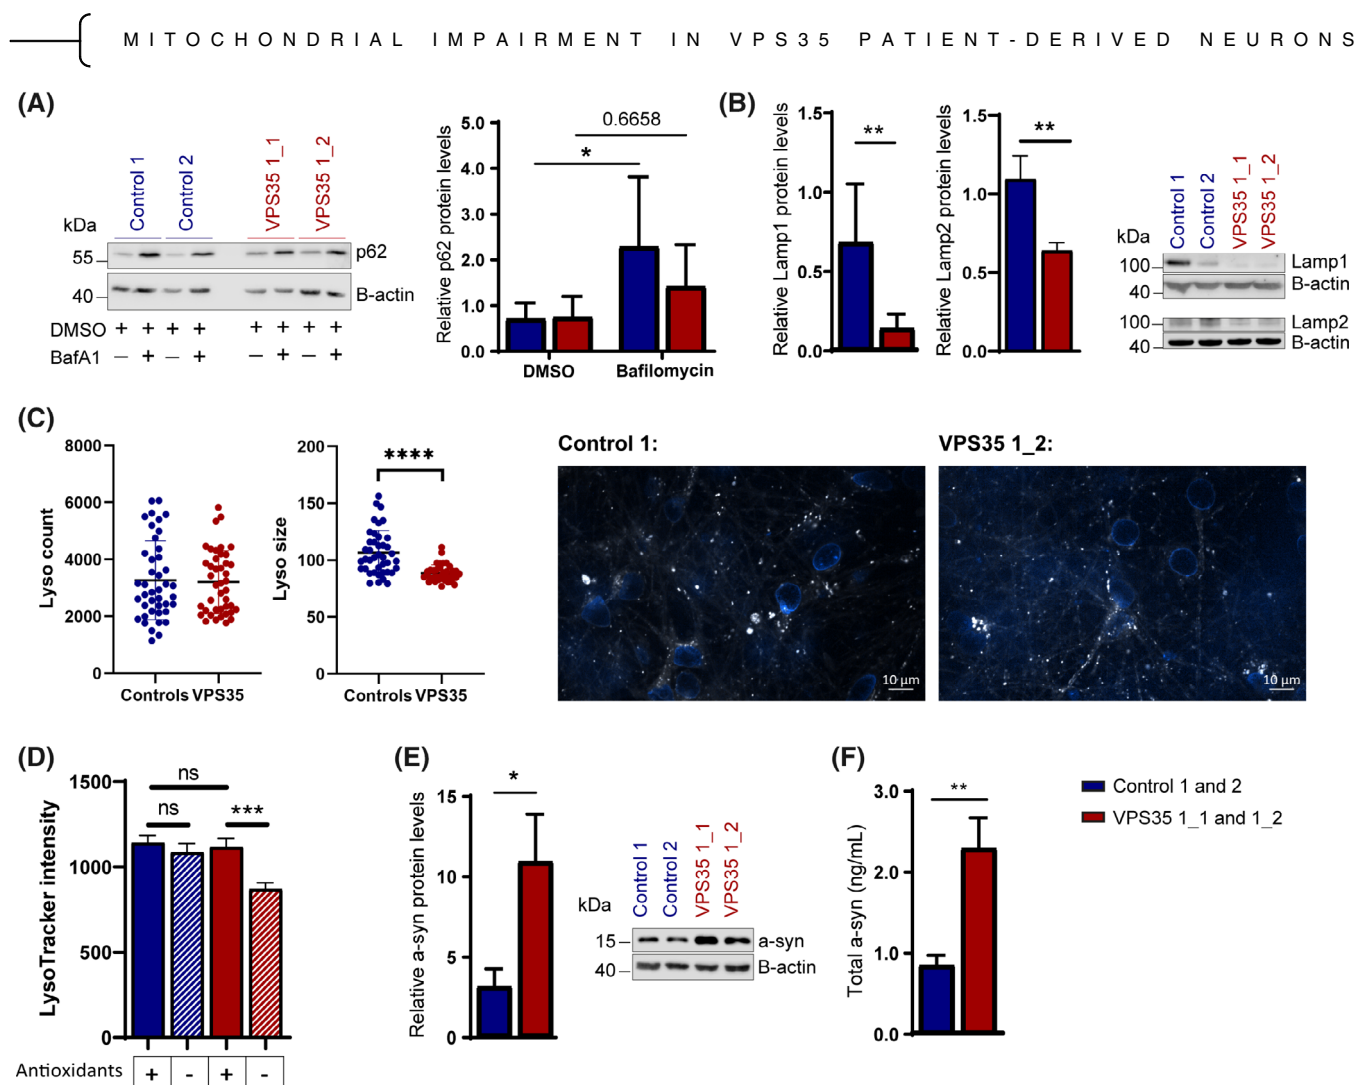 MITOCHONDRIAL IMPAIRMENT IN VPS35 PATIENT-DERIVED NEURONS
(A)
kDa
Control 1
Control 2
VPS35 1_1
VPS35 1_2
55
p62
40
B-actin
DMSO + + + + + + + +
BafA1 – + – + – + – +
Relative p62 protein levels
5.0
4.0
3.0
2.0
1.0
0.0
0.6658
*
DMSO Bafilomycin
(B)
Relative Lamp1 protein levels
1.5
1.0
0.5
0.0
**
Relative Lamp2 protein levels
1.5
1.0
0.5
0.0
**
kDa
Control 1
Control 2
VPS35 1_1
VPS35 1_2
100
Lamp1
40
B-actin
100
Lamp2
40
B-actin
(C)
Lyso count
8000
6000
4000
2000
0
Controls VPS35
Lyso size
200
150
100
50
0
****
Controls VPS35
Control 1:
10 µm
VPS35 1_2:
10 µm
(D)
LysoTracker intensity
1500
1000
500
0
ns
ns
***
Antioxidants + - + -
(E)
Relative a-syn protein levels
15
10
5
0
*
kDa
Control 1
Control 2
VPS35 1_1
VPS35 1_2
15
a-syn
40
B-actin
(F)
Total a-syn (ng/mL)
3.0
2.0
1.0
0.0
**
Control 1 and 2
VPS35 1_1 and 1_2